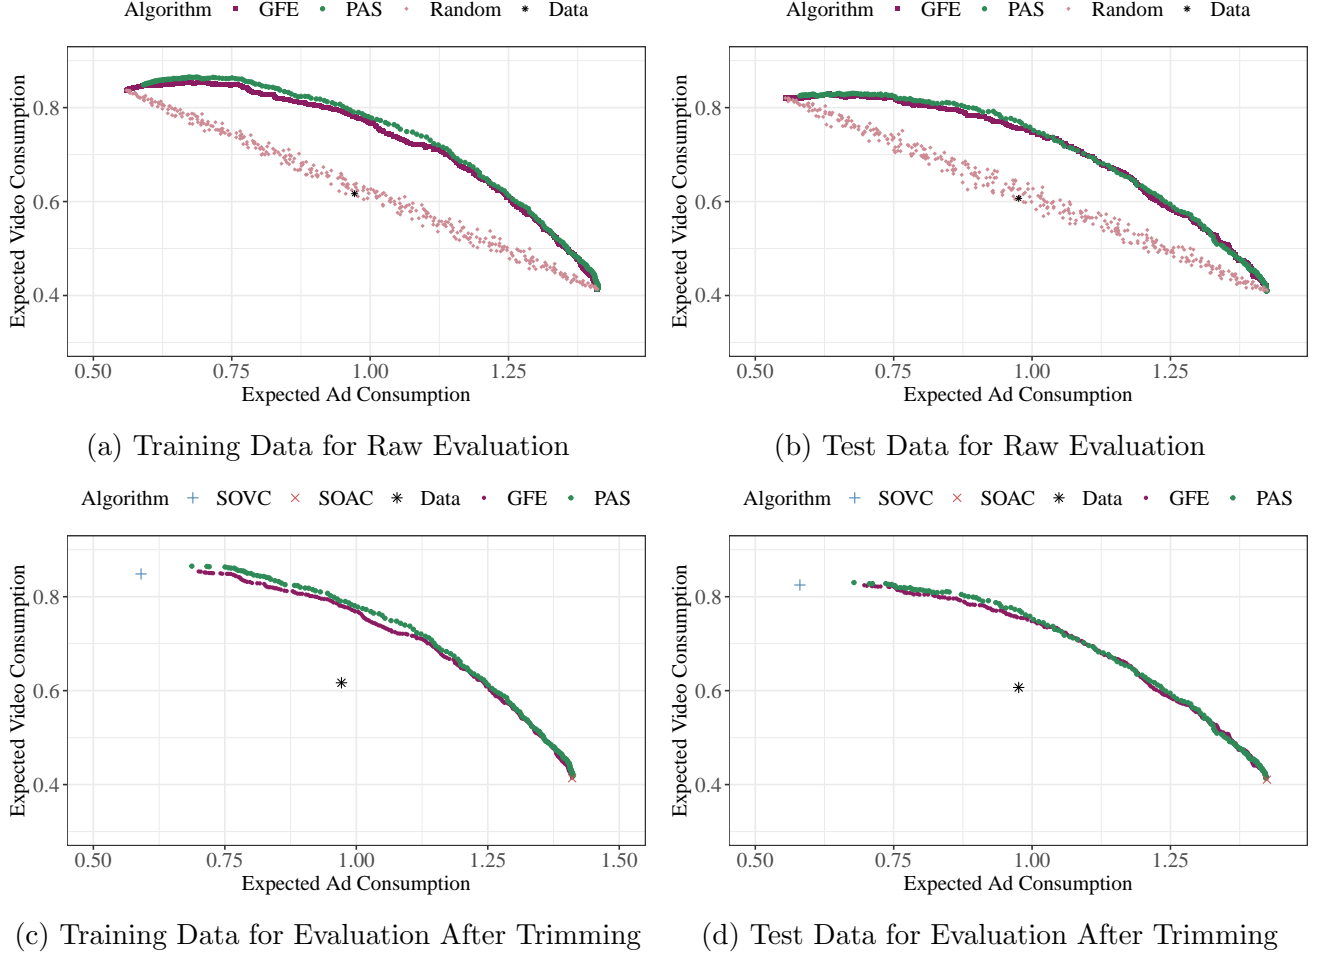 Algorithm GFE PAS Random Data
Expected Video Consumption
0.8
0.6
0.4
0.50 0.75 1.00 1.25
Expected Ad Consumption
(a) Training Data for Raw Evaluation
Algorithm GFE PAS Random Data
Expected Video Consumption
0.8
0.6
0.4
0.50 0.75 1.00 1.25
Expected Ad Consumption
(b) Test Data for Raw Evaluation
Algorithm SOVC SOAC Data GFE PAS
Expected Video Consumption
0.8
0.6
0.4
0.50 0.75 1.00 1.25 1.50
Expected Ad Consumption
(c) Training Data for Evaluation After Trimming
Algorithm SOVC SOAC Data GFE PAS
Expected Video Consumption
0.8
0.6
0.4
0.50 0.75 1.00 1.25
Expected Ad Consumption
(d) Test Data for Evaluation After Trimming